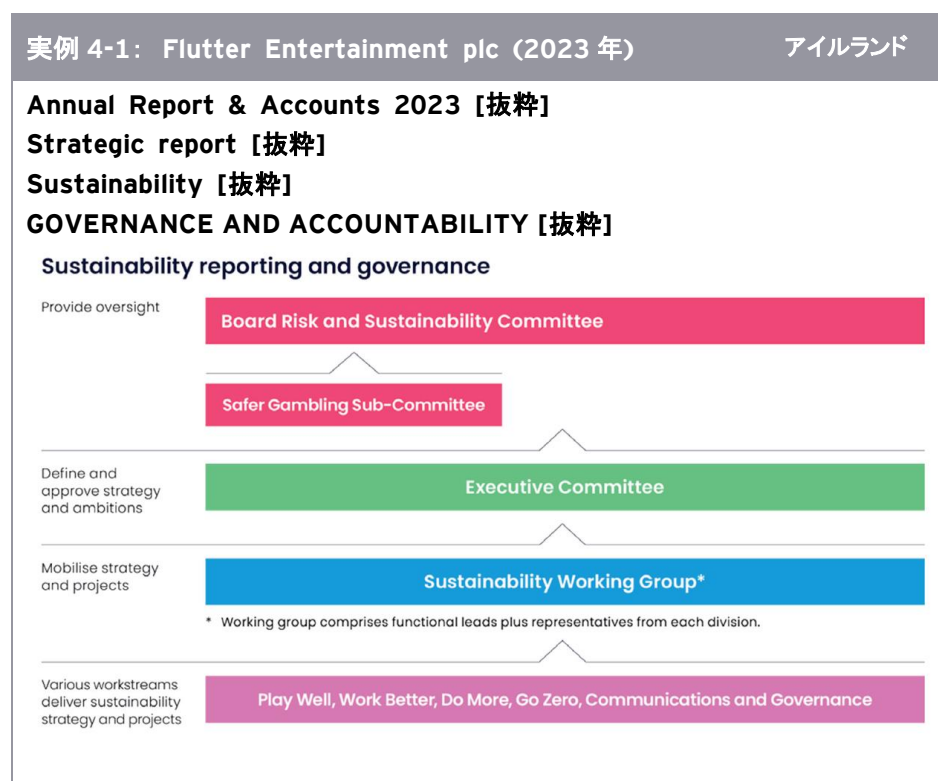 実例 4-1： Flutter Entertainment plc (2023 年) アイルランド
Annual Report & Accounts 2023 [抜粋]
Strategic report [抜粋]
Sustainability [抜粋]
GOVERNANCE AND ACCOUNTABILITY [抜粋]
Sustainability reporting and governance
Provide oversight
Board Risk and Sustainability Committee
Safer Gambling Sub-Committee
Define and
approve strategy
and ambitions
Executive Committee
Mobilise strategy
and projects
Sustainability Working Group*
* Working group comprises functional leads plus representatives from each division.
Various workstreams
deliver sustainability
strategy and projects
Play Well, Work Better, Do More, Go Zero, Communications and Governance